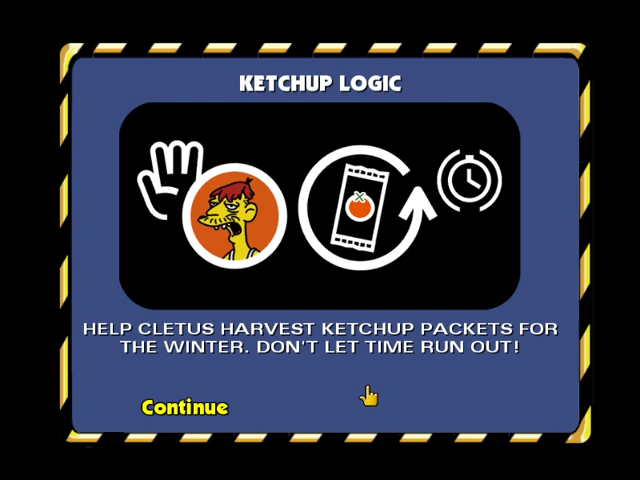 KETCHUP LOGIC
HELP CLETUS HARVEST KETCHUP PACKETS FOR
THE WINTER. DON'T LET TIME RUN OUT!
Continue